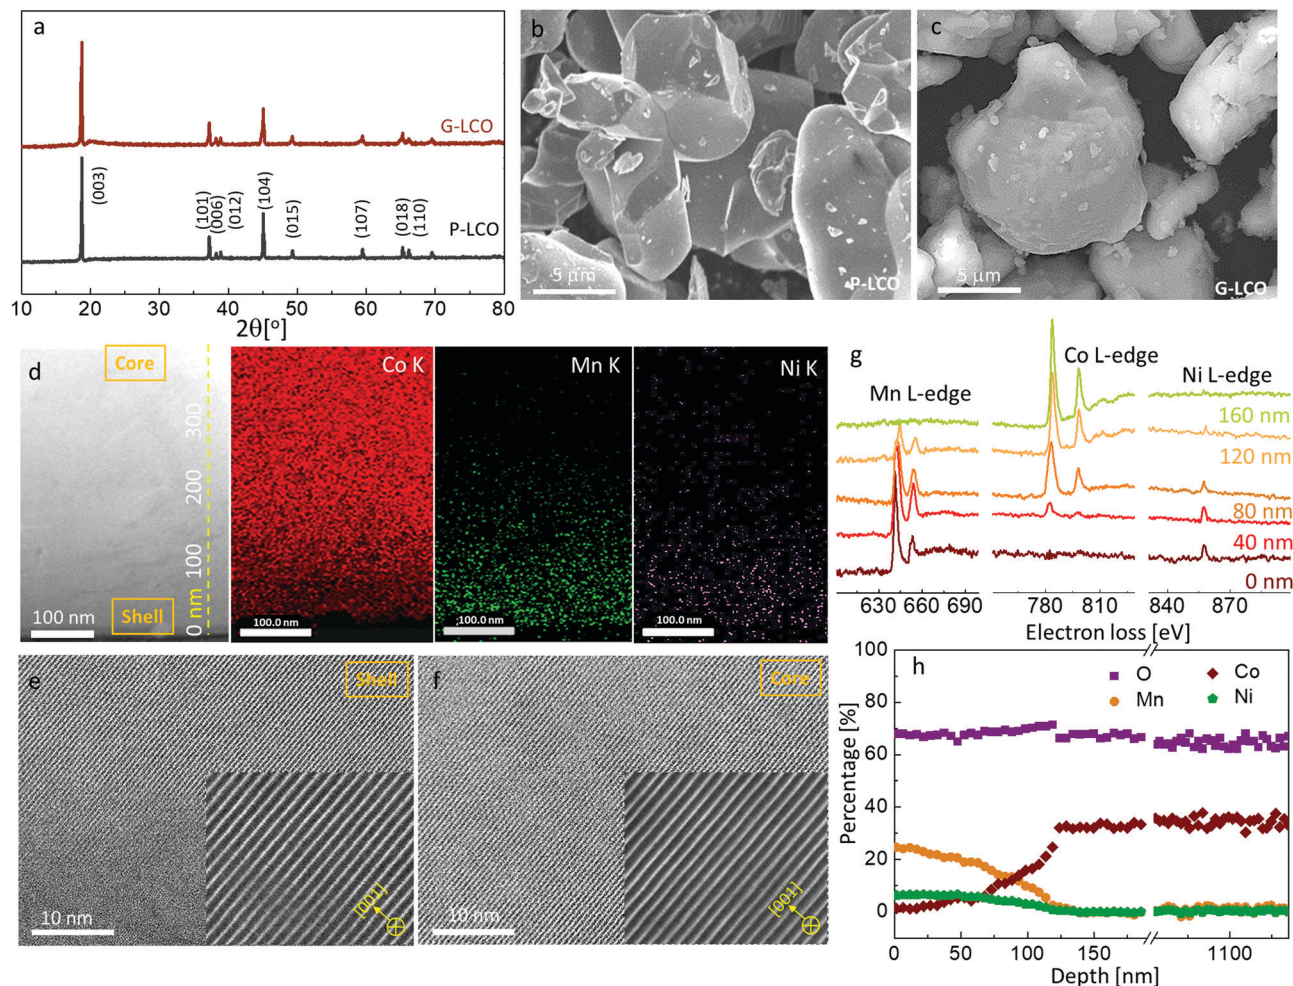 a
G-LCO
(003)
(101)
(006)
(012)
(104)
(015)
(107)
(018)
(110)
P-LCO
10 20 30 40 50 60 70 80
2θ[°]
b
5 μm
P-LCO
c
5 μm
G-LCO
d
Core
Shell
0 nm 100 200 300
100 nm
Co K
100.0 nm
Mn K
100.0 nm
Ni K
100.0 nm
g
Mn L-edge
Co L-edge
Ni L-edge
160 nm
120 nm
80 nm
40 nm
0 nm
630 660 690 780 810 840 870
Electron loss [eV]
e
Shell
[001]
10 nm
f
Core
[001]
10 nm
h
O Co
Mn Ni
Percentage [%]
100
80
60
40
20
0
0 50 100 150 1100
Depth [nm]